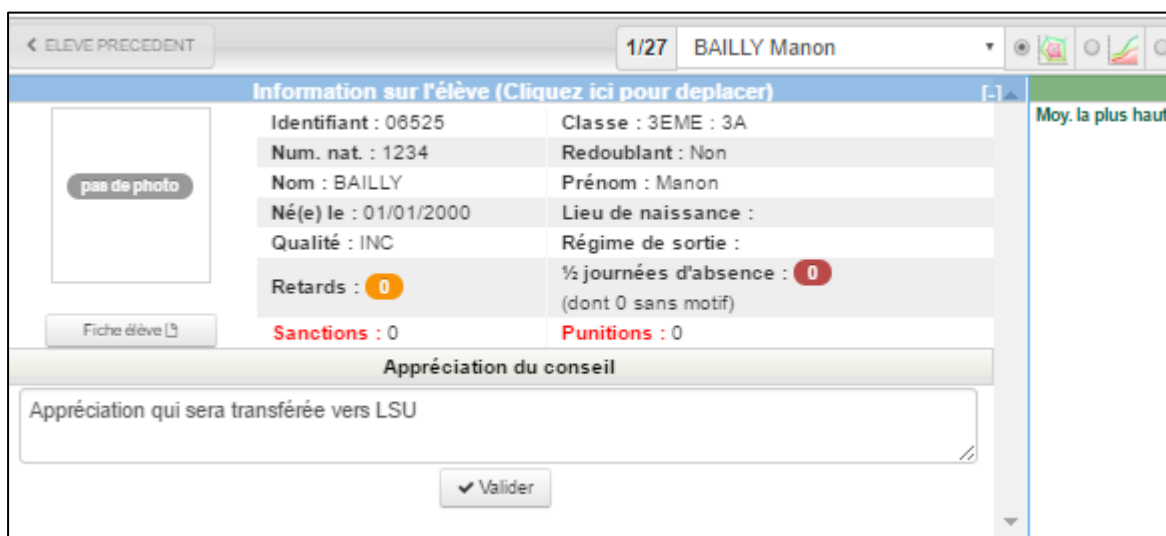 ELEVE PRECEDENT
1/27 BAILLY Manon
Information sur l'élève (Cliquez ici pour deplacer) [-]
Moy. la plus haut
pas de photo
Identifiant : 06525 Classe : 3EME : 3A
Num. nat. : 1234 Redoublant : Non
Nom : BAILLY Prénom : Manon
Né(e) le : 01/01/2000 Lieu de naissance :
Qualité : INC Régime de sortie :
Retards : 0 ½ journées d'absence : 0
(dont 0 sans motif)
Fiche élève
Sanctions : 0 Punitions : 0
Appréciation du conseil
Appréciation qui sera transférée vers LSU
Valider